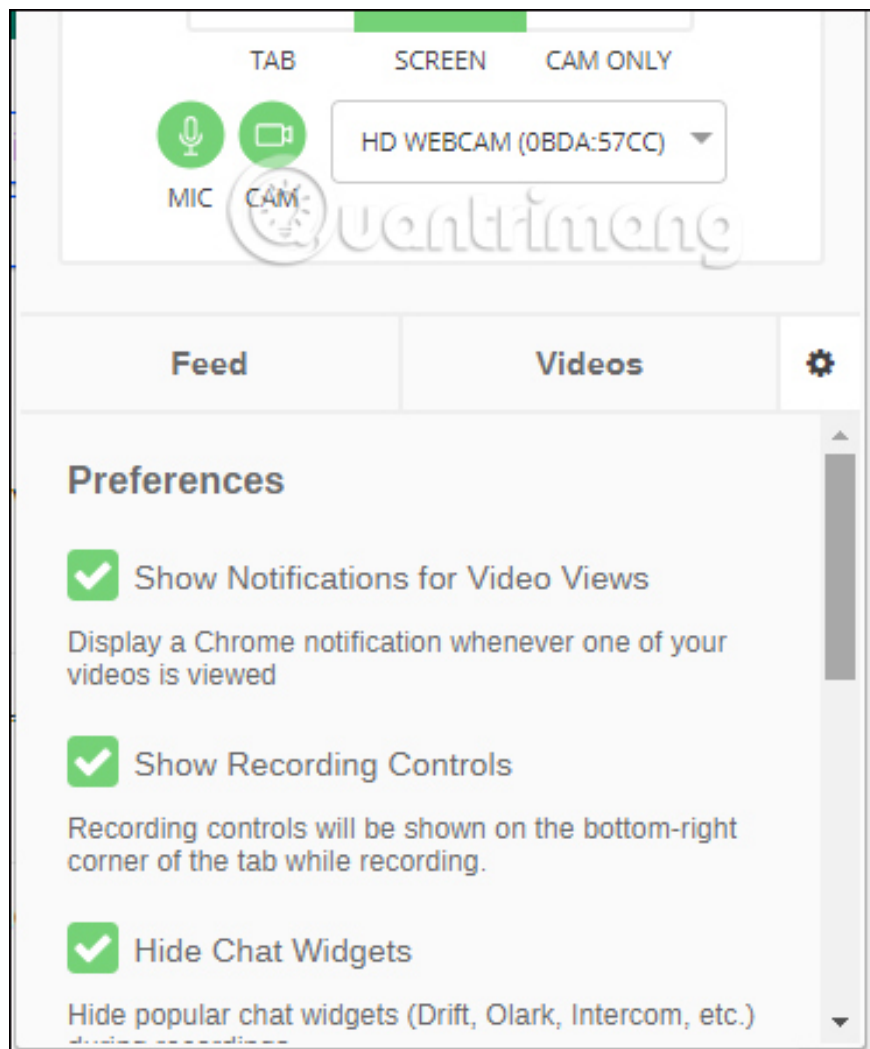 TAB SCREEN CAM ONLY
HD WEBCAM (0BDA:57CC)
MIC CAM
Quantrimang
Feed Videos
Preferences
Show Notifications for Video Views
Display a Chrome notification whenever one of your
videos is viewed
Show Recording Controls
Recording controls will be shown on the bottom-right
corner of the tab while recording.
Hide Chat Widgets
Hide popular chat widgets (Drift, Olark, Intercom, etc.)
during recordings